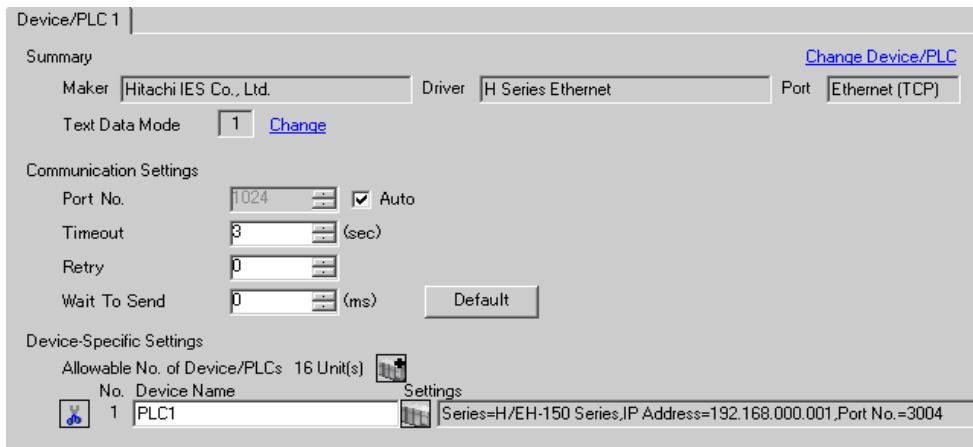 Device/PLC 1
Summary Change Device/PLC
Maker Hitachi IES Co., Ltd. Driver H Series Ethernet Port Ethernet (TCP)
Text Data Mode 1 Change
Communication Settings
Port No. 1024 Auto
Timeout 3 (sec)
Retry 0
Wait To Send 0 (ms) Default
Device-Specific Settings
Allowable No. of Device/PLCs 16 Unit(s)
No. Device Name Settings
1 PLC1 Series=H/EH-150 Series,IP Address=192.168.000.001,Port No.=3004